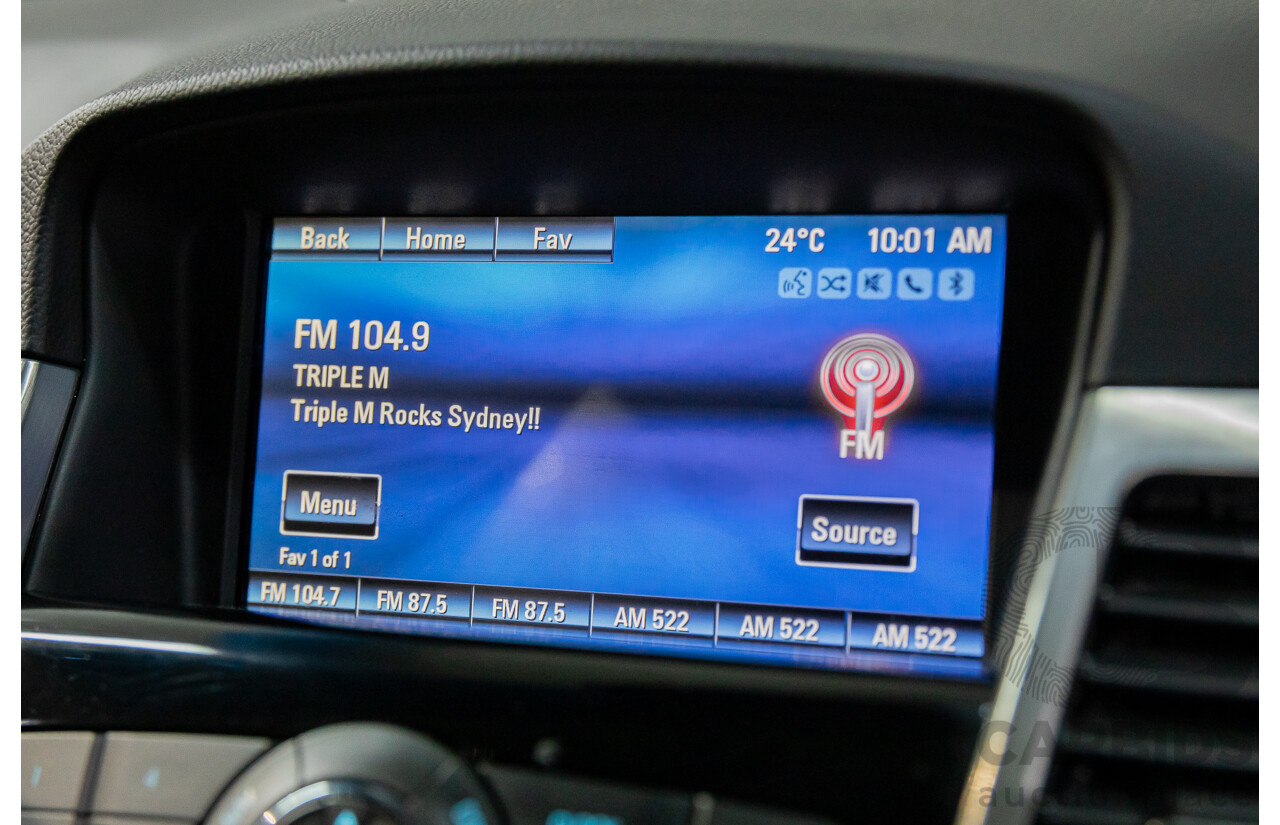 Back Home Fav 24°C 10:01 AM
FM 104.9
TRIPLE M
Triple M Rocks Sydney!!
FM
Menu
Source
Fav 1 of 1
FM 104.7 FM 87.5 FM 87.5 AM 522 AM 522 AM 522
4